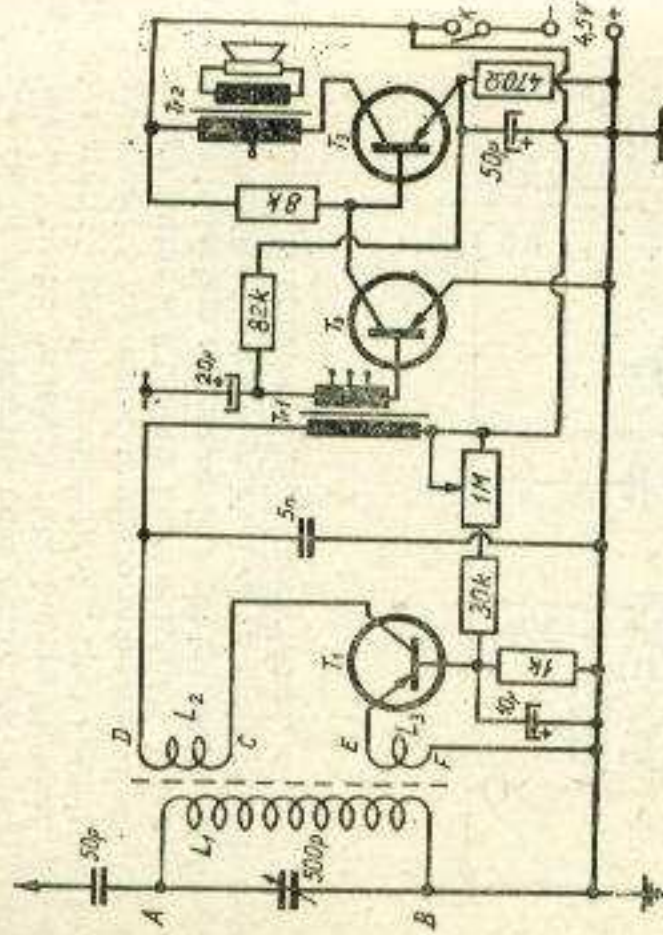 50p
A
L1
500p
B
D
L2
C
E
L3
F
T1
10µ
+
1k
30k
1M
5n
Tr1
20µ
+
82k
T2
8k
Tr2
T3
50µ
+
470Ω
K
-
4,5V
+